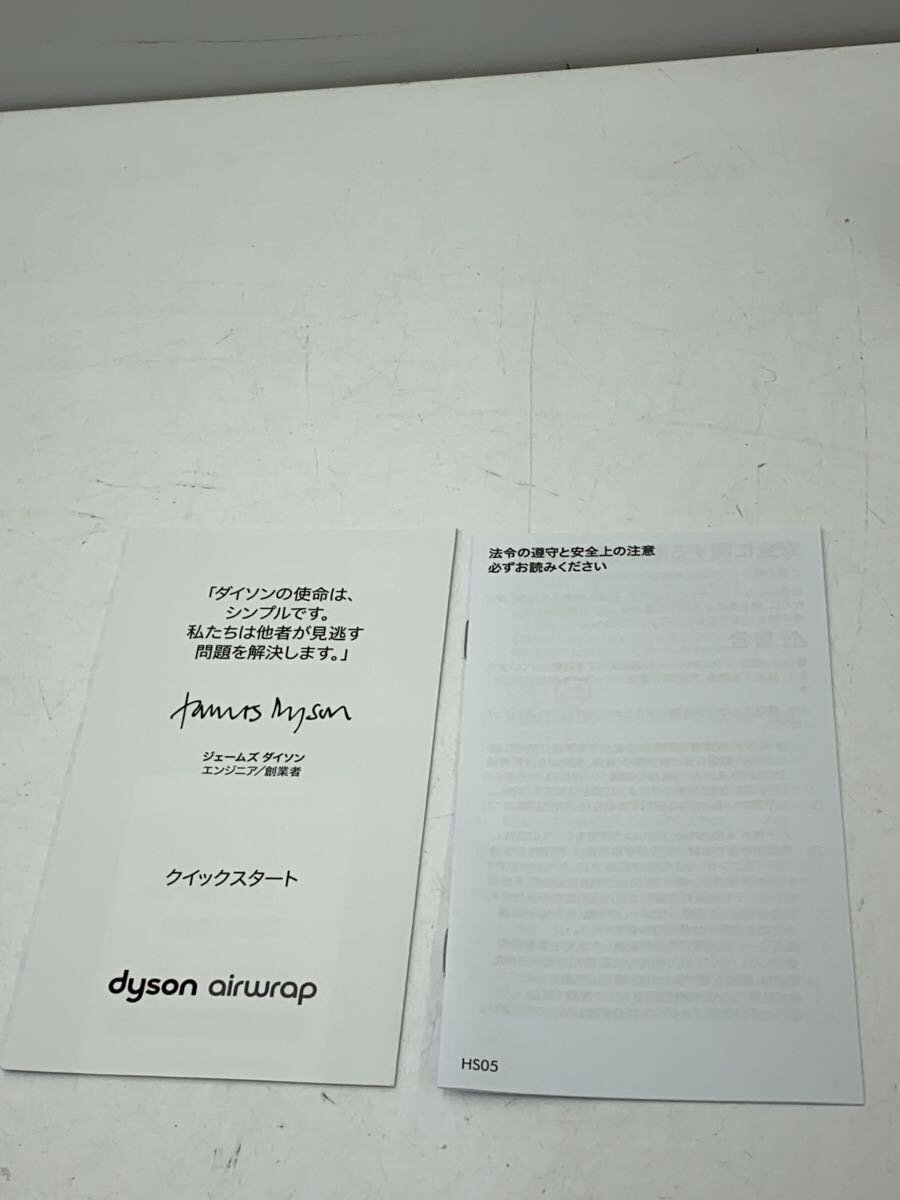 「ダイソンの使命は、
シンプルです。
私たちは他者が見逃す
問題を解決します。」
James Dyson
ジェームズ ダイソン
エンジニア/創業者
クイックスタート
dyson airwrap
法令の遵守と安全上の注意
必ずお読みください
HS05